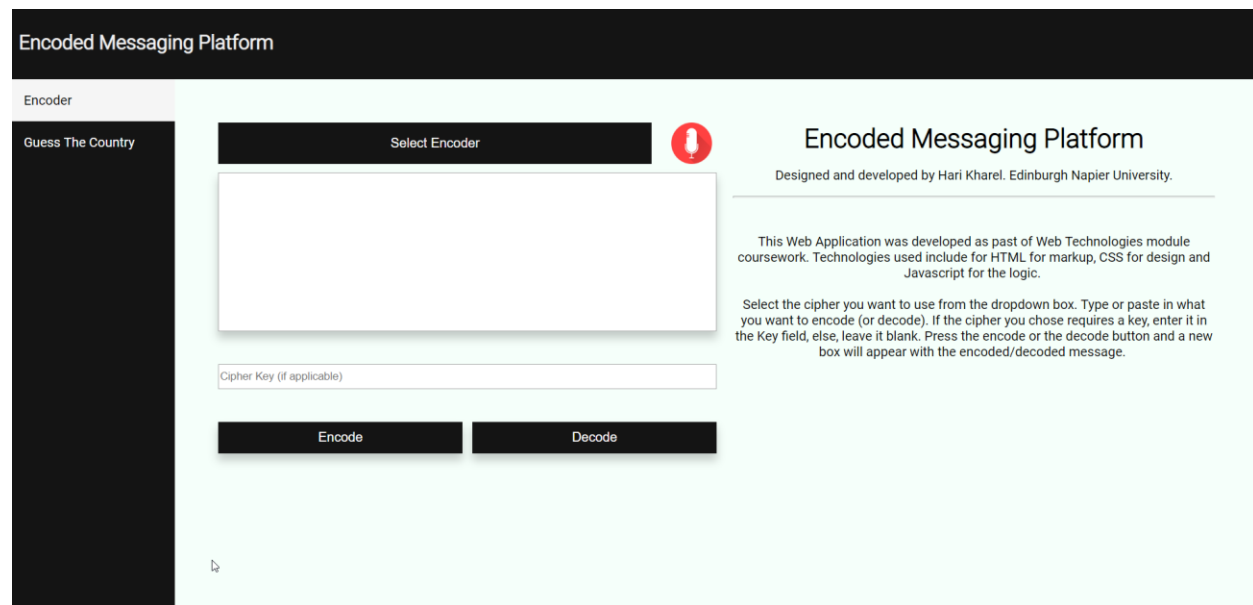 Encoded Messaging Platform
Encoder
Guess The Country
Select Encoder
Cipher Key (if applicable)
Encode
Decode
Encoded Messaging Platform
Designed and developed by Hari Kharel. Edinburgh Napier University.
This Web Application was developed as past of Web Technologies module
coursework. Technologies used include for HTML for markup, CSS for design and
Javascript for the logic.
Select the cipher you want to use from the dropdown box. Type or paste in what
you want to encode (or decode). If the cipher you chose requires a key, enter it in
the Key field, else, leave it blank. Press the encode or the decode button and a new
box will appear with the encoded/decoded message.